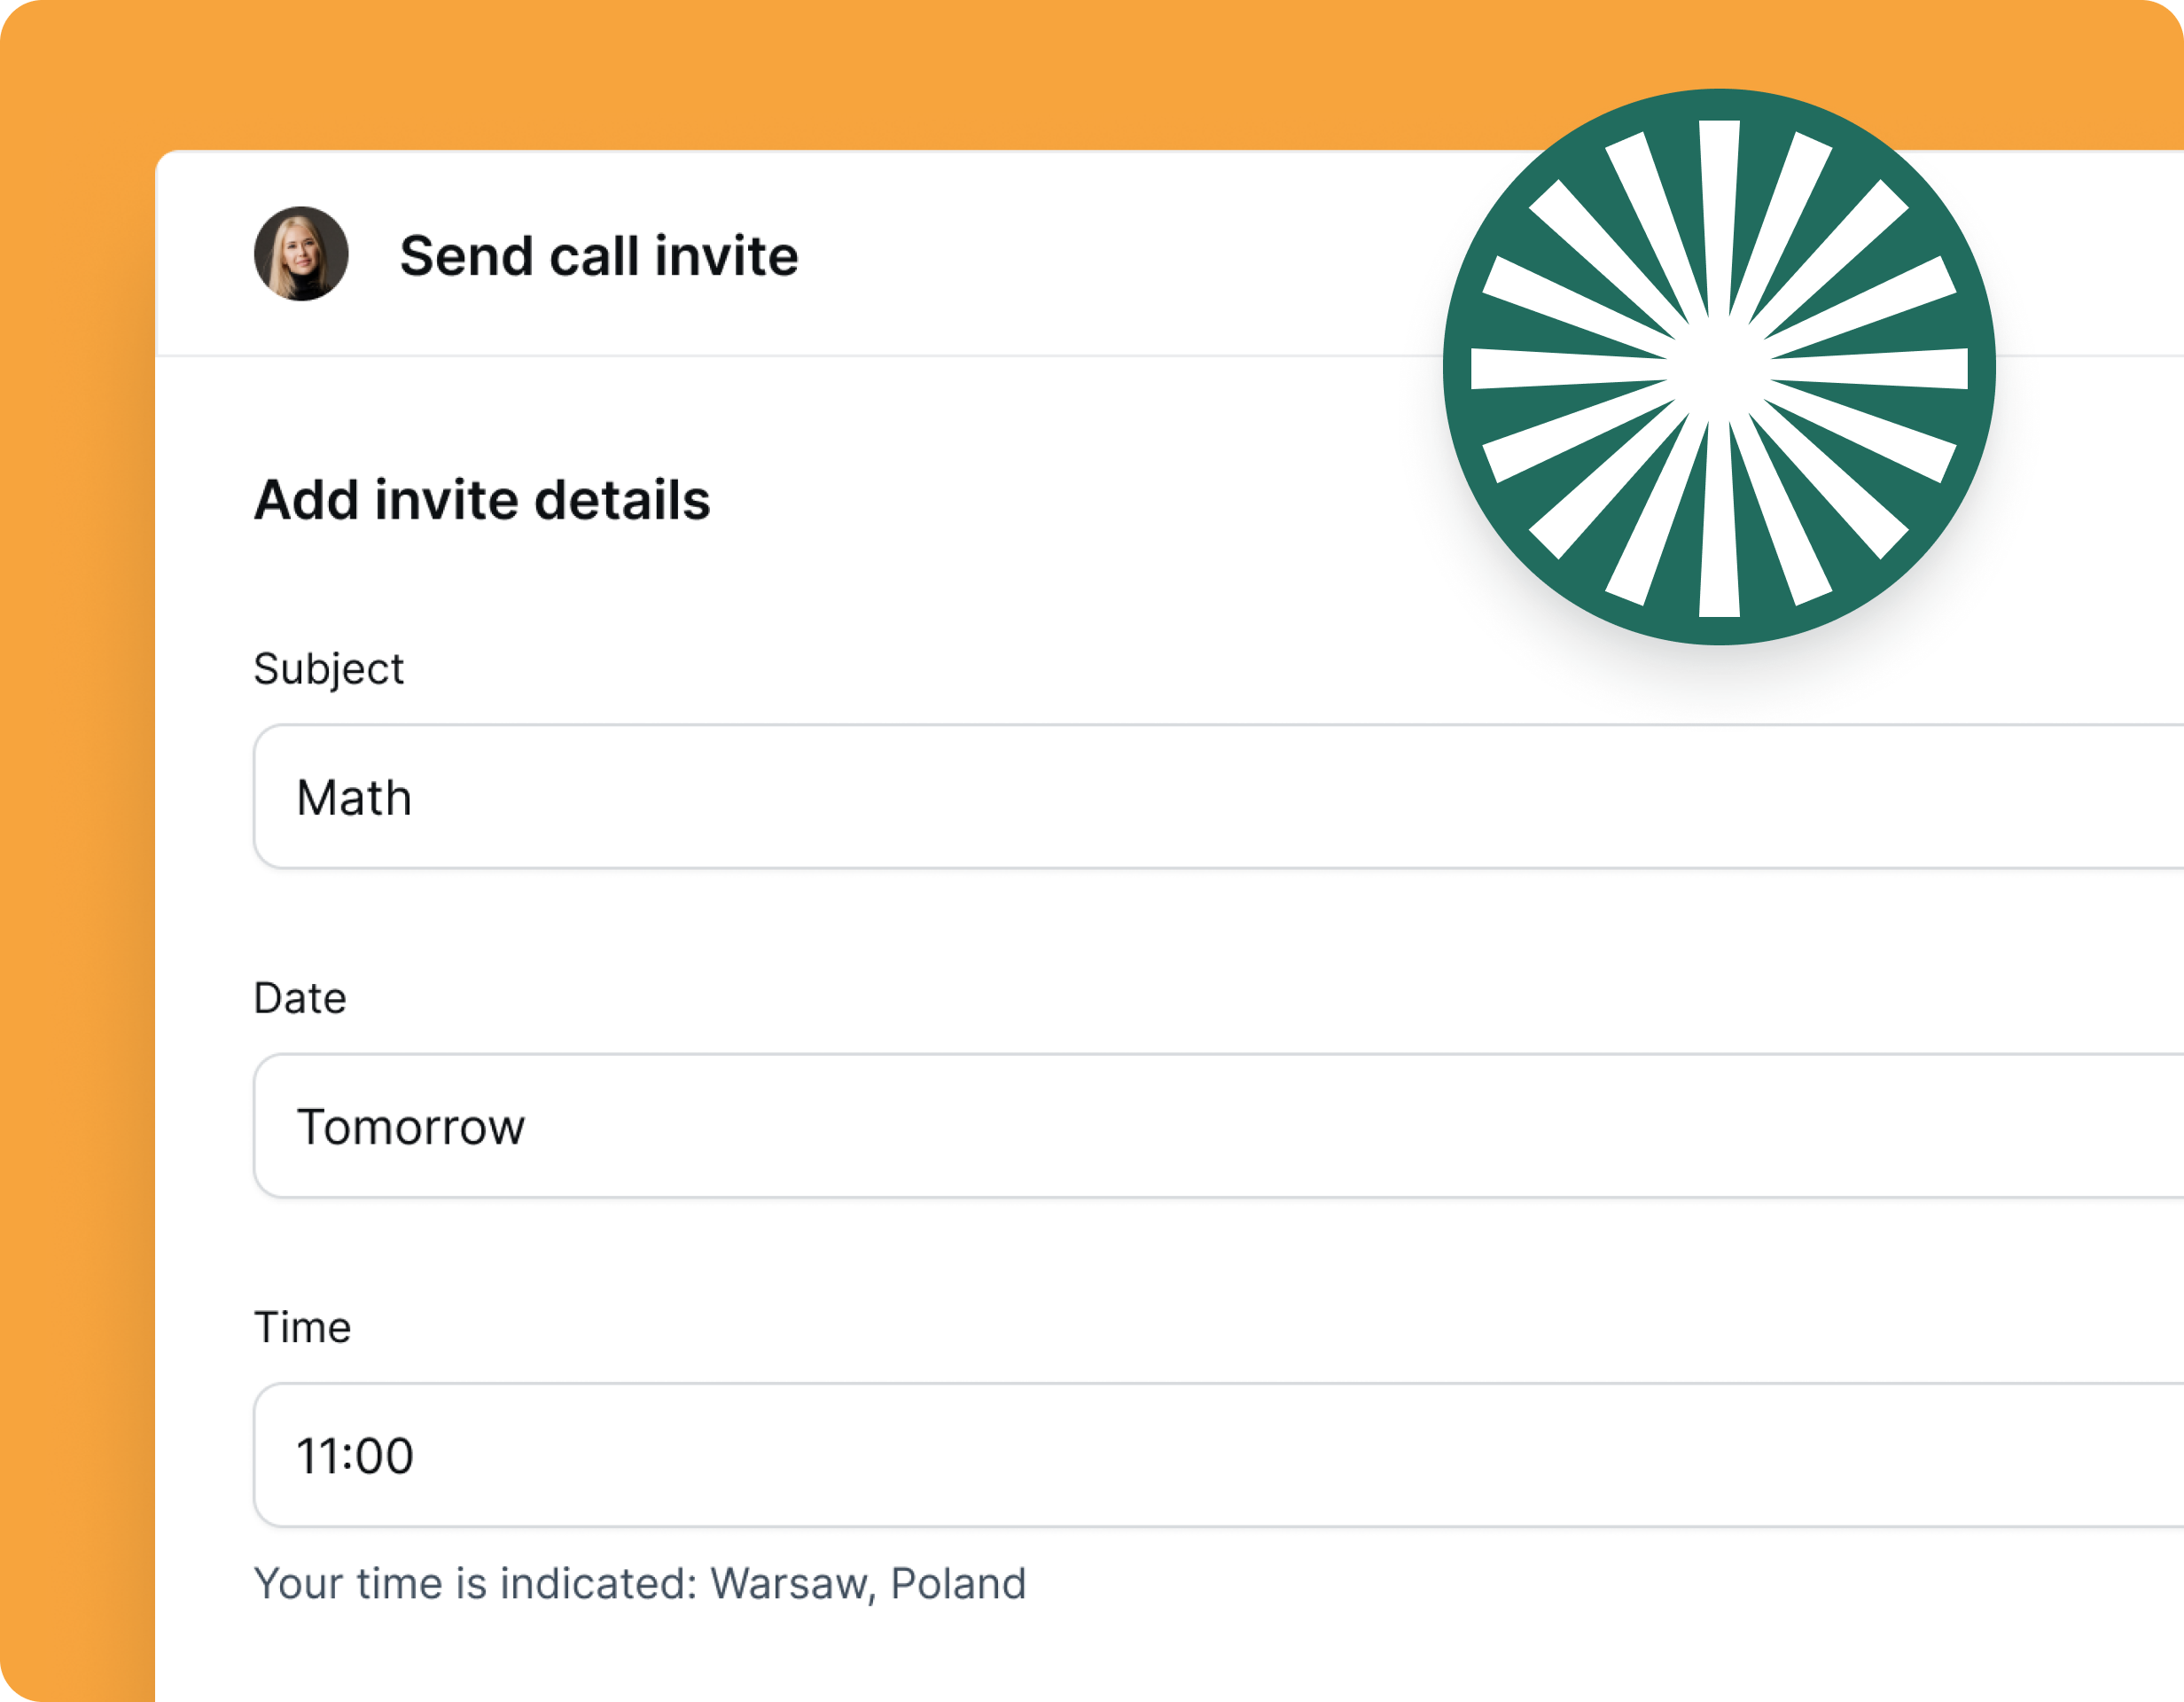 Send call invite
Add invite details
Subject
Math
Date
Tomorrow
Time
11:00
Your time is indicated: Warsaw, Poland